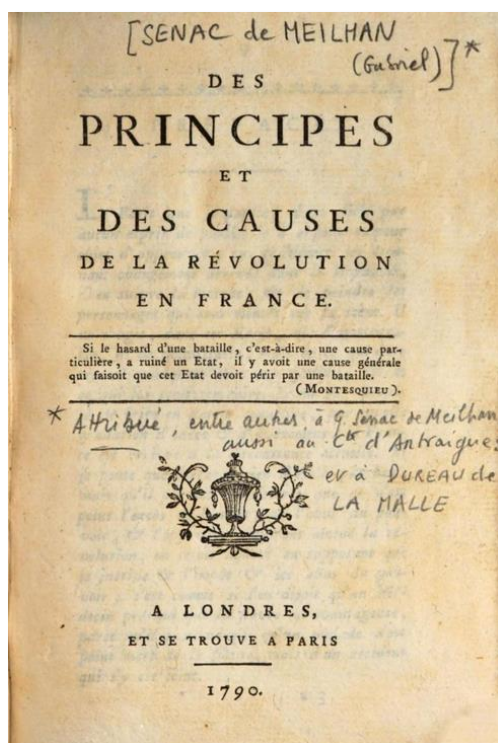 [SENAC de MEILHAN
(Gabriel)]*
DES
PRINCIPES
ET
DES CAUSES
DE LA RÉVOLUTION
EN FRANCE.
Si le hasard d'une bataille, c'est-à-dire, une cause par-
ticulière, a ruiné un Etat, il y avoit une cause générale
qui faisoit que cet Etat devoit périr par une bataille.
(MONTESQUIEU).
* Attribué, entre autres, à G. Senac de Meilhan
aussi au Cte d'Antraigues
et à DUREAU de
LA MALLE
A LONDRES,
ET SE TROUVE A PARIS
1790.